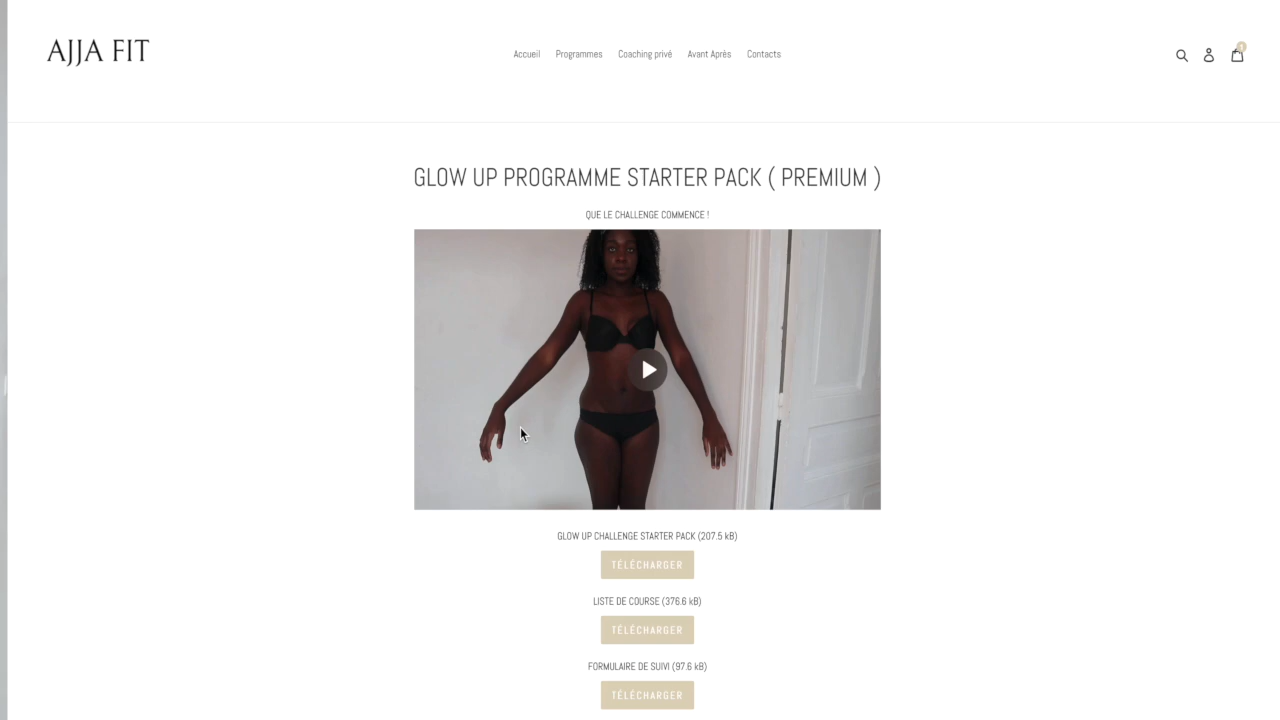 AJJA FIT
Accueil Programmes Coaching privé Avant Après Contacts
1
GLOW UP PROGRAMME STARTER PACK ( PREMIUM )
QUE LE CHALLENGE COMMENCE !
GLOW UP CHALLENGE STARTER PACK (207.5 kB)
TÉLÉCHARGER
LISTE DE COURSE (376.6 kB)
TÉLÉCHARGER
FORMULAIRE DE SUIVI (97.6 kB)
TÉLÉCHARGER